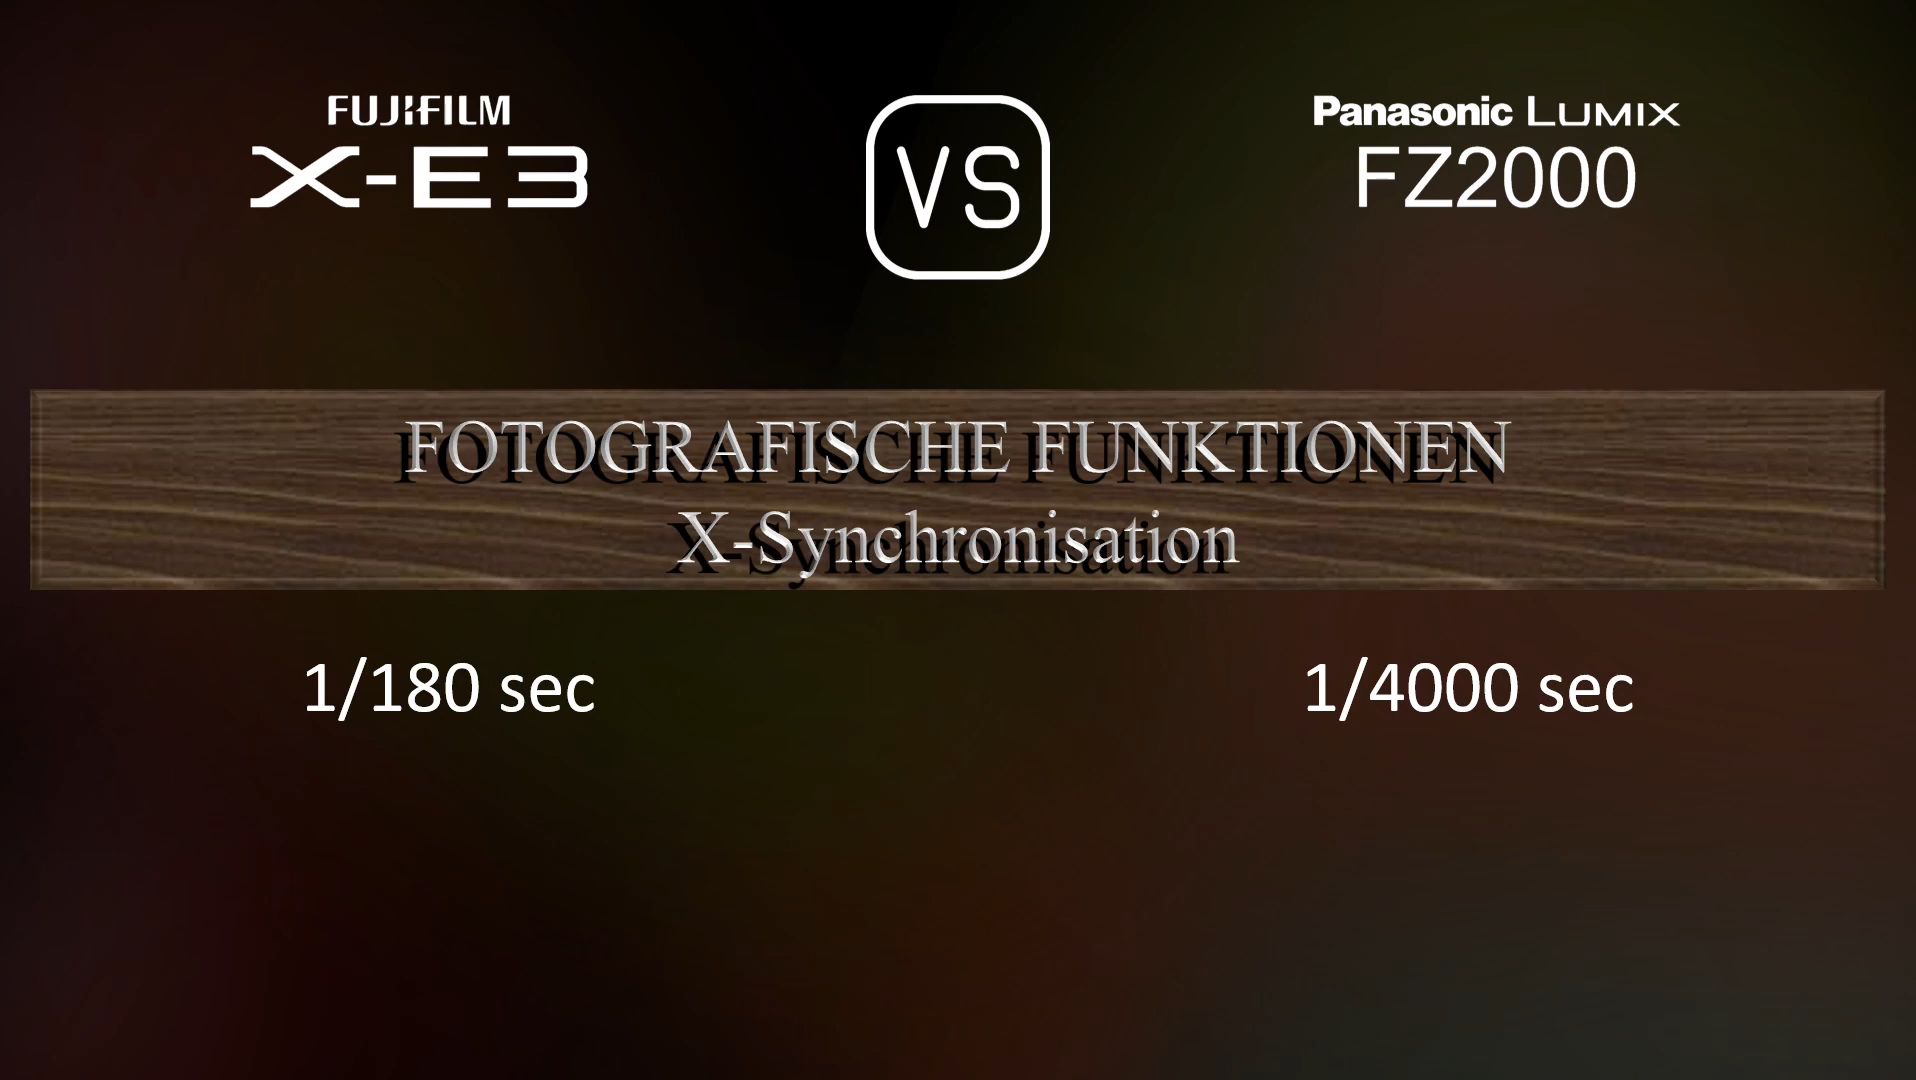 FUJIFILM
X-E3
VS
Panasonic LUMIX
FZ2000
FOTOGRAFISCHE FUNKTIONEN
X-Synchronisation
1/180 sec
1/4000 sec